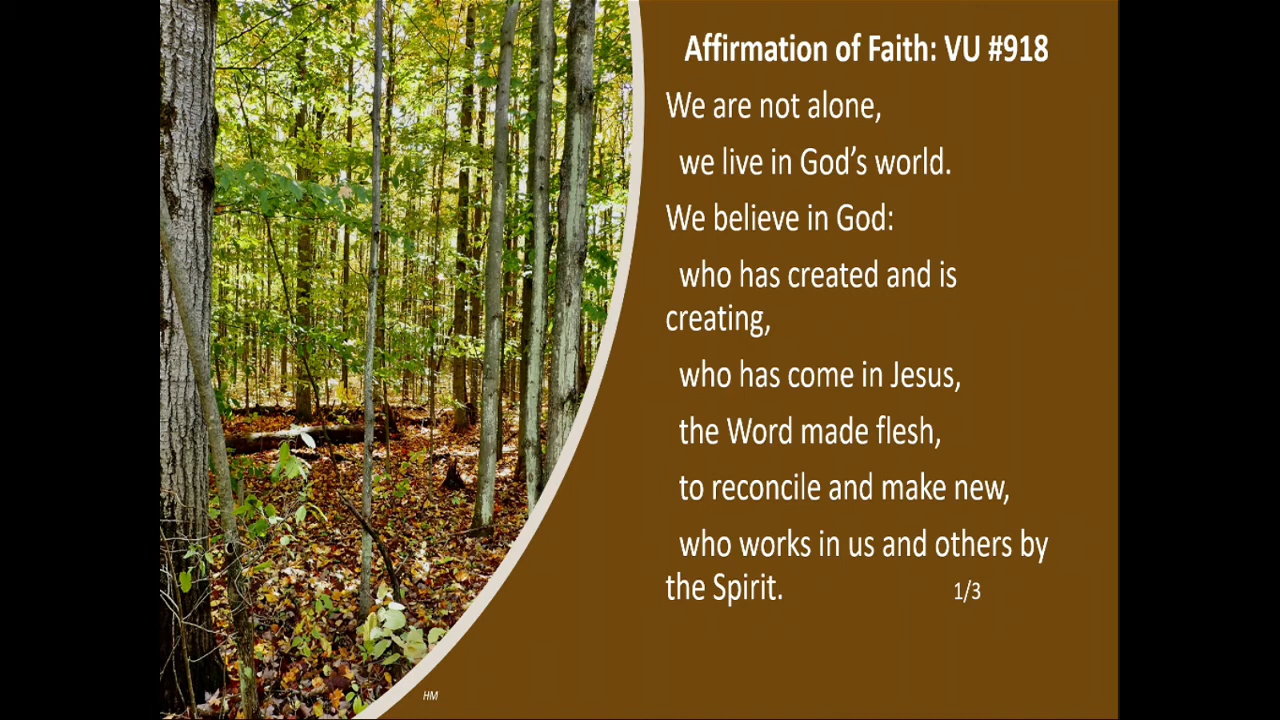 Affirmation of Faith: VU #918
We are not alone,
we live in God’s world.
We believe in God:
who has created and is
creating,
who has come in Jesus,
the Word made flesh,
to reconcile and make new,
who works in us and others by
the Spirit. 1/3
HM